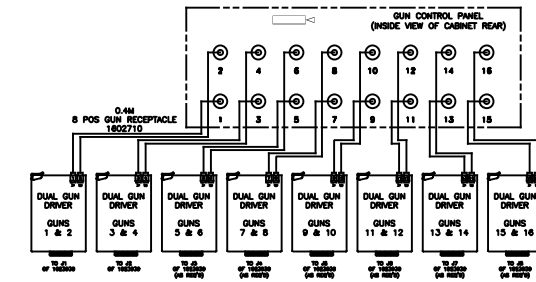 GUN CONTROL PANEL
(INSIDE VIEW OF CABINET REAR)
2 4 6 8 10 12 14 16
1 3 5 7 9 11 13 15
0.4M
8 POS GUN RECEPTACLE
1602710
DUAL GUN DRIVER GUNS 1 & 2
DUAL GUN DRIVER GUNS 3 & 4
DUAL GUN DRIVER GUNS 5 & 6
DUAL GUN DRIVER GUNS 7 & 8
DUAL GUN DRIVER GUNS 9 & 10
DUAL GUN DRIVER GUNS 11 & 12
DUAL GUN DRIVER GUNS 13 & 14
DUAL GUN DRIVER GUNS 15 & 16